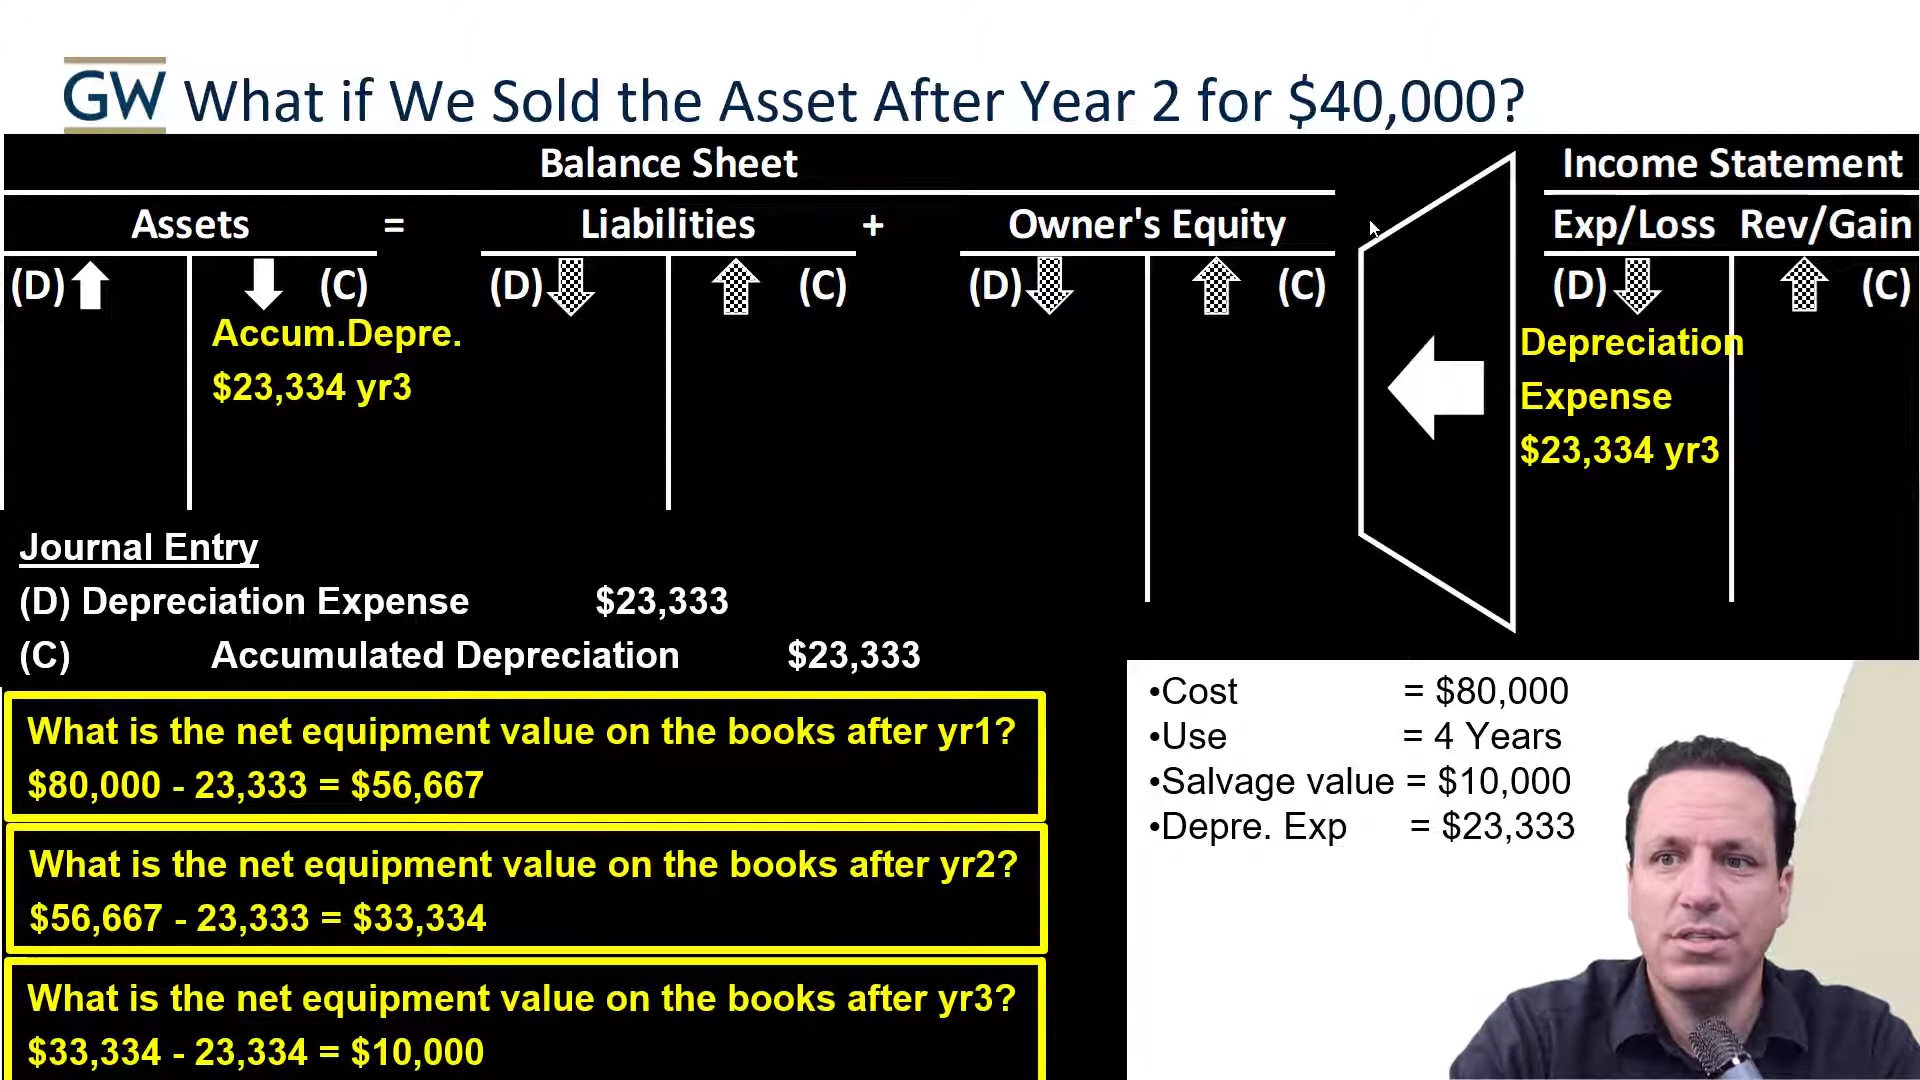 GW What if We Sold the Asset After Year 2 for $40,000?
Balance Sheet
Income Statement
Assets = Liabilities + Owner's Equity
Exp/Loss Rev/Gain
(D) (C) (D) (C) (D) (C) (D) (C)
Accum.Depre.
$23,334 yr3
Depreciation
Expense
$23,334 yr3
Journal Entry
(D) Depreciation Expense $23,333
(C) Accumulated Depreciation $23,333
What is the net equipment value on the books after yr1?
$80,000 - 23,333 = $56,667
What is the net equipment value on the books after yr2?
$56,667 - 23,333 = $33,334
What is the net equipment value on the books after yr3?
$33,334 - 23,334 = $10,000
•Cost = $80,000
•Use = 4 Years
•Salvage value = $10,000
•Depre. Exp = $23,333